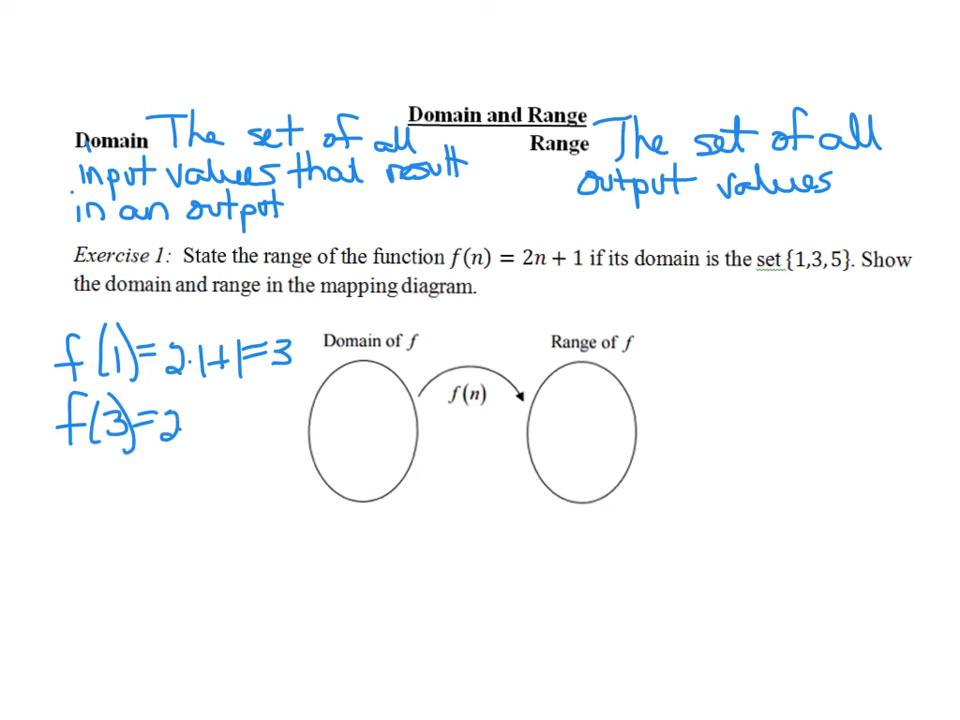 Domain and Range
Domain The set of all
input values that result
in an output
Range The set of all
output values
Exercise 1: State the range of the function f(n) = 2n + 1 if its domain is the set {1,3,5}. Show
the domain and range in the mapping diagram.
f(1)=2·1+1=3
f(3)=2
Domain of f
f(n)
Range of f